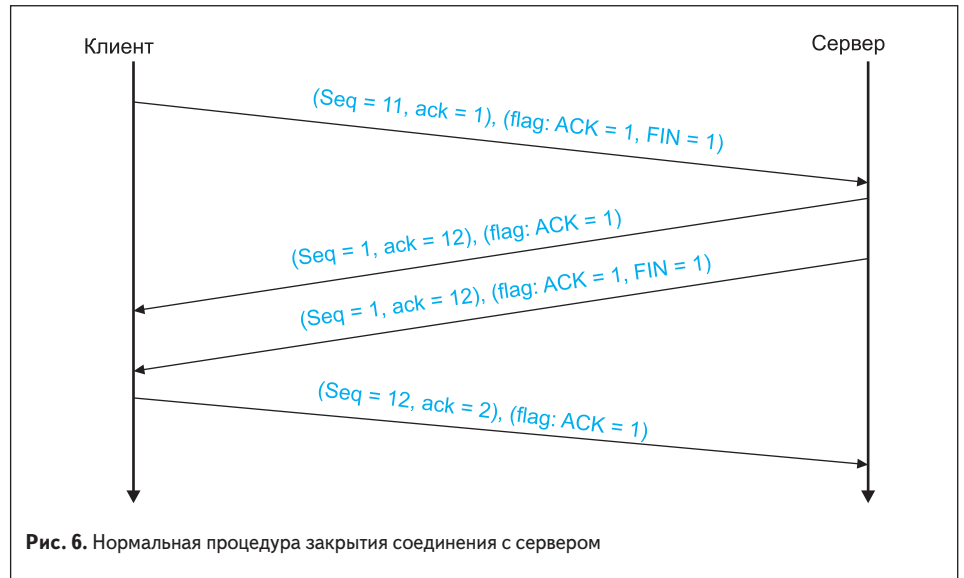 Клиент
Сервер
(Seq = 11, ack = 1), (flag: ACK = 1, FIN = 1)
(Seq = 1, ack = 12), (flag: ACK = 1)
(Seq = 1, ack = 12), (flag: ACK = 1, FIN = 1)
(Seq = 12, ack = 2), (flag: ACK = 1)
Рис. 6. Нормальная процедура закрытия соединения с сервером